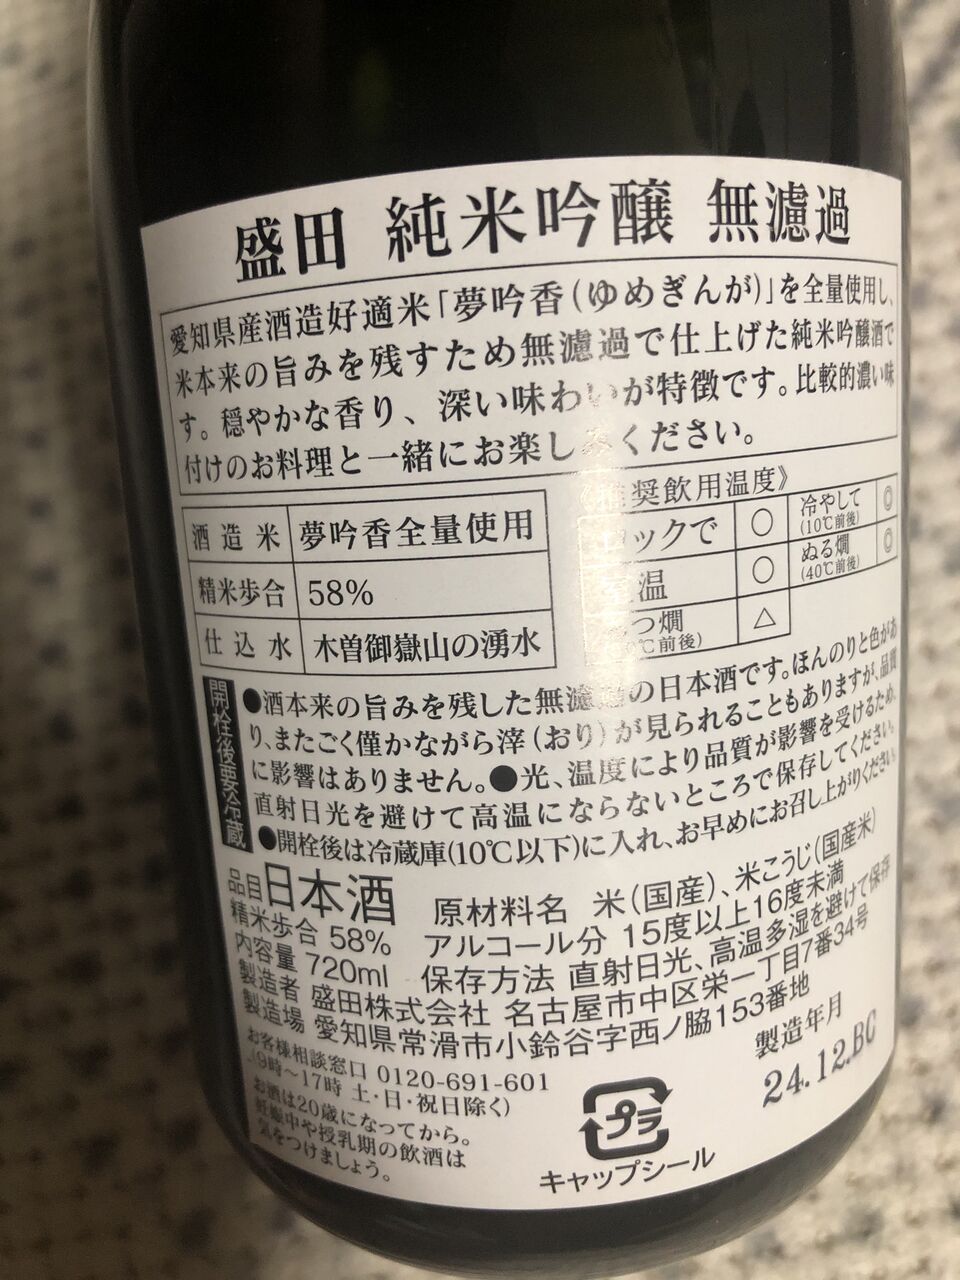 盛田 純米吟醸 無濾過
愛知県産酒造好適米「夢吟香(ゆめぎんが)」を全量使用し、
米本来の旨みを残すため無濾過で仕上げた純米吟醸酒で
す。穏やかな香り、深い味わいが特徴です。比較的濃い味
付けのお料理と一緒にお楽しみください。
酒造米 夢吟香全量使用
精米歩合 58%
仕込水 木曽御嶽山の湧水
奨飲用温度》
ックで ○ 冷やして(10℃前後) ◎
温 ○ ぬる燗(40℃前後) ◎
つ燗 ℃前後) △
開栓後要冷蔵
●酒本来の旨みを残した無濾過の日本酒です。ほんのりと色があ
り、またごく僅かながら滓(おり)が見られることもありますが、品質
に影響はありません。●光、温度により品質が影響を受けるため、
直射日光を避けて高温にならないところで保存してください。
●開栓後は冷蔵庫(10℃以下)に入れ、お早めにお召し上がりください。
品目 日本酒 原材料名 米(国産)、米こうじ(国産米)
精米歩合 58% アルコール分 15度以上16度未満
内容量 720ml 保存方法 直射日光、高温多湿を避けて保存
製造者 盛田株式会社 名古屋市中区栄一丁目7番34号
製造場 愛知県常滑市小鈴谷字西ノ脇153番地
お客様相談窓口 0120-691-601
(9時〜17時 土・日・祝日除く)
お酒は20歳になってから。
妊娠中や授乳期の飲酒は
気をつけましょう。
プラ
キャップシール
製造年月
24.12.BC